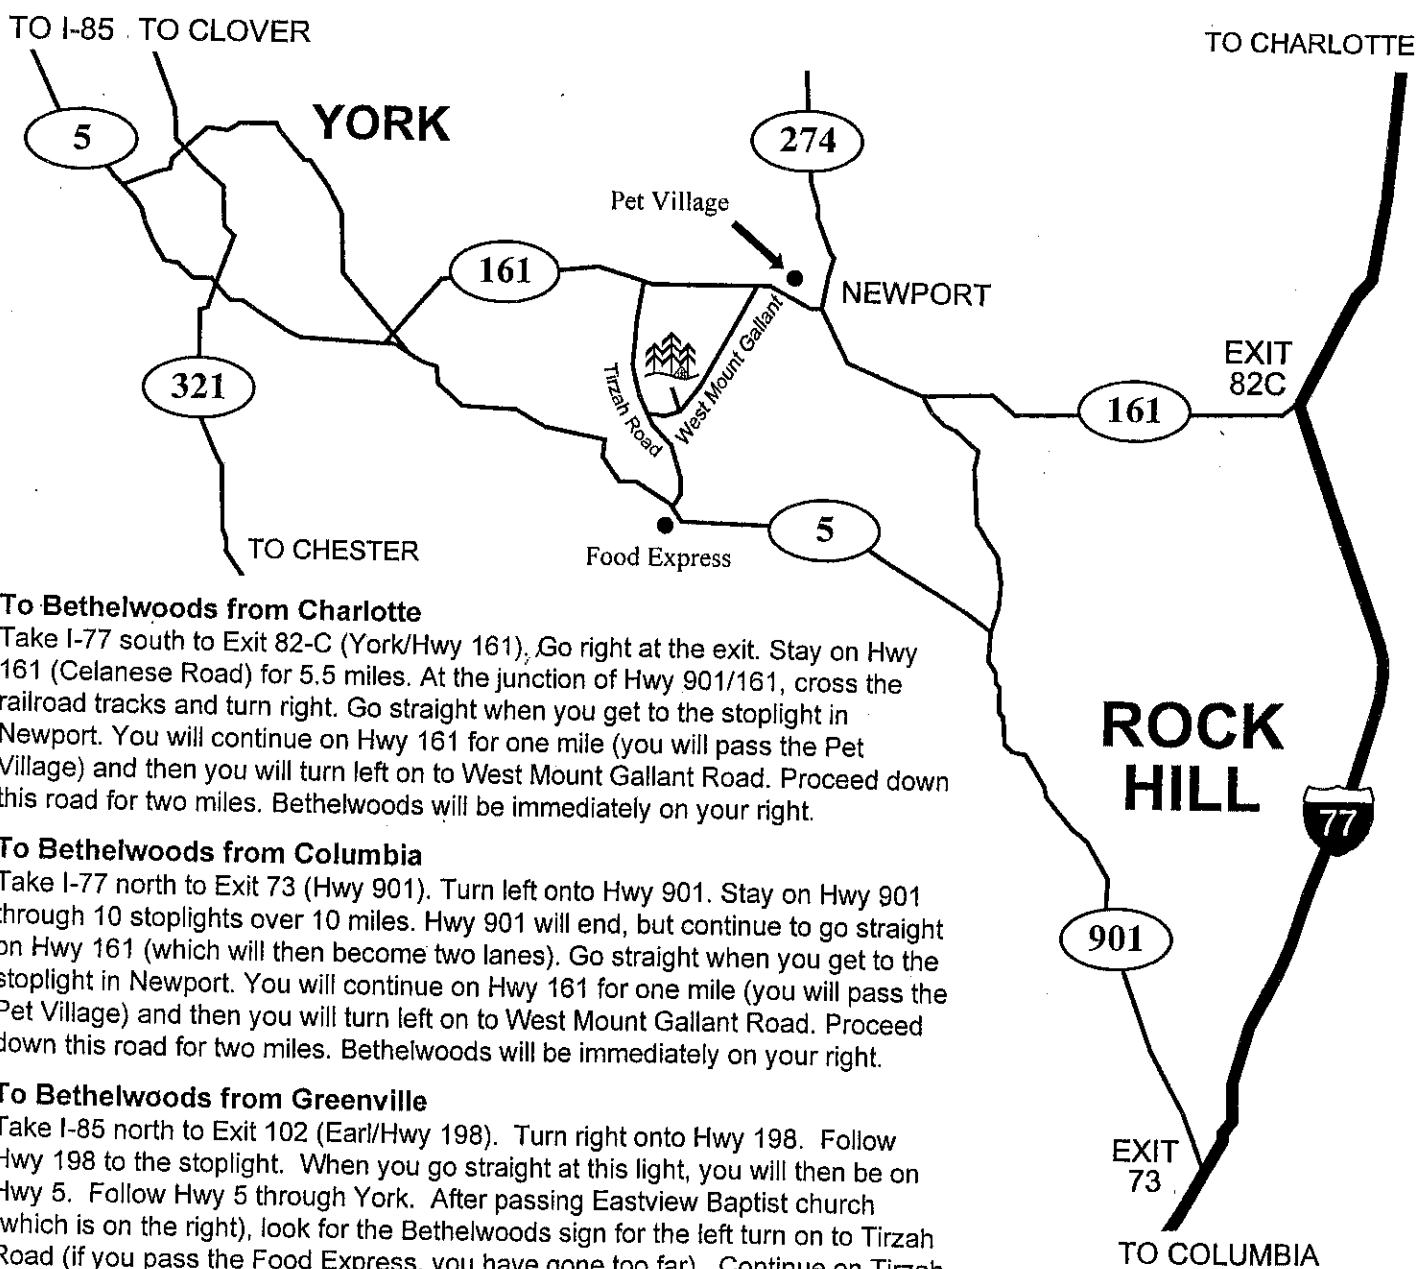 TO I-85 TO CLOVER
TO CHARLOTTE
YORK
5
274
Pet Village
161
NEWPORT
EXIT
82C
321
161
Tirzah Road
West Mount Gallant
TO CHESTER
Food Express
5
To Bethelwoods from Charlotte
Take I-77 south to Exit 82-C (York/Hwy 161). Go right at the exit. Stay on Hwy
161 (Celanese Road) for 5.5 miles. At the junction of Hwy 901/161, cross the
railroad tracks and turn right. Go straight when you get to the stoplight in
Newport. You will continue on Hwy 161 for one mile (you will pass the Pet
Village) and then you will turn left on to West Mount Gallant Road. Proceed down
this road for two miles. Bethelwoods will be immediately on your right.
ROCK
HILL
77
To Bethelwoods from Columbia
Take I-77 north to Exit 73 (Hwy 901). Turn left onto Hwy 901. Stay on Hwy 901
through 10 stoplights over 10 miles. Hwy 901 will end, but continue to go straight
on Hwy 161 (which will then become two lanes). Go straight when you get to the
stoplight in Newport. You will continue on Hwy 161 for one mile (you will pass the
Pet Village) and then you will turn left on to West Mount Gallant Road. Proceed
down this road for two miles. Bethelwoods will be immediately on your right.
901
To Bethelwoods from Greenville
Take I-85 north to Exit 102 (Earl/Hwy 198). Turn right onto Hwy 198. Follow
Hwy 198 to the stoplight. When you go straight at this light, you will then be on
Hwy 5. Follow Hwy 5 through York. After passing Eastview Baptist church
(which is on the right), look for the Bethelwoods sign for the left turn on to Tirzah
Road (if you pass the Food Express, you have gone too far). Continue on Tirzah
EXIT
73
TO COLUMBIA